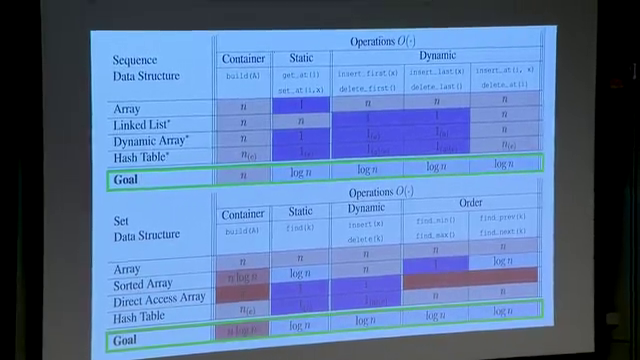 Operations O(·)
Sequence Container Static Dynamic
Data Structure build(A) get_at(i) insert_first(x) insert_last(x) insert_at(i, x)
set_at(i,x) delete_first() delete_last() delete_at(i)
Array n 1 n n n
Linked List* n n 1 1 n
Dynamic Array* n 1 n
Hash Table* n(e) n(e)
Goal n log n log n log n log n
Operations O(·)
Set Container Static Dynamic Order
Data Structure build(A) find(k) insert(x) find_min() find_prev(k)
delete(k) find_max() find_next(k)
Array n n n n n
Sorted Array n log n log n n 1 log n
Direct Access Array 1 1
Hash Table n(e) n n
Goal n log n log n log n log n log n